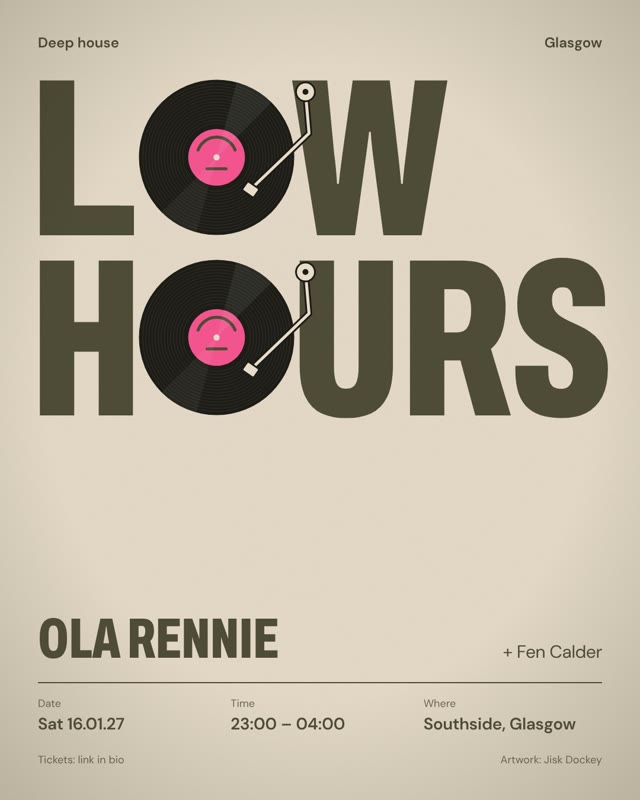 Deep house
Glasgow
LOW
HOURS
OLA RENNIE
+ Fen Calder
Date
Time
Where
Sat 16.01.27
23:00 – 04:00
Southside, Glasgow
Tickets: link in bio
Artwork: Jisk Dockey